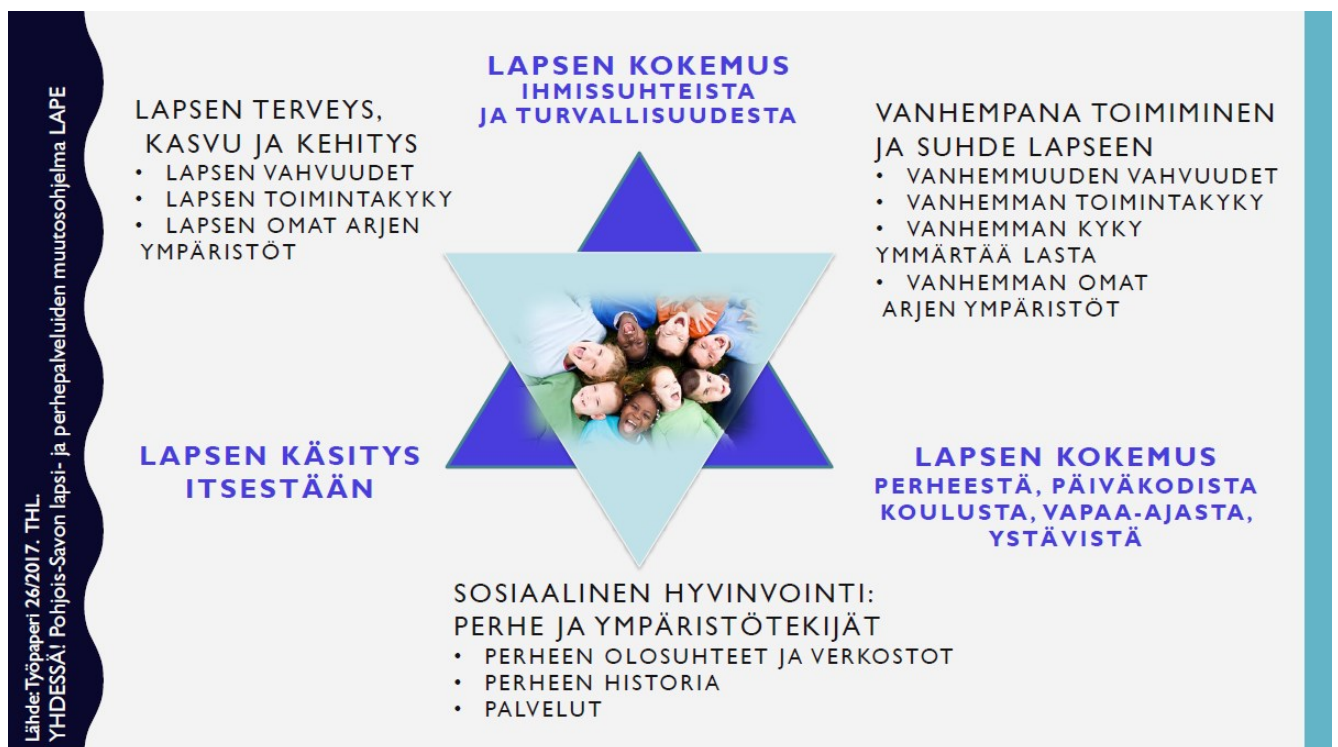 LAPSEN KOKEMUS
IHMISSUHTEISTA
JA TURVALLISUUDESTA
LAPSEN TERVEYS,
KASVU JA KEHITYS
• LAPSEN VAHVUUDET
• LAPSEN TOIMINTAKYKY
• LAPSEN OMAT ARJEN
YMPÄRISTÖT
VANHEMPANA TOIMIMINEN
JA SUHDE LAPSEEN
• VANHEMMUUDEN VAHVUUDET
• VANHEMMAN TOIMINTAKYKY
• VANHEMMAN KYKY
YMMÄRTÄÄ LASTA
• VANHEMMAN OMAT
ARJEN YMPÄRISTÖT
LAPSEN KÄSITYS
ITSESTÄÄN
LAPSEN KOKEMUS
PERHEESTÄ, PÄIVÄKODISTA
KOULUSTA, VAPAA-AJASTA,
YSTÄVISTÄ
SOSIAALINEN HYVINVOINTI:
PERHE JA YMPÄRISTÖTEKIJÄT
• PERHEEN OLOSUHTEET JA VERKOSTOT
• PERHEEN HISTORIA
• PALVELUT
Lähde: Työpaperi 26/2017. THL.
YHDESSÄ! Pohjois-Savon lapsi- ja perhepalveluiden muutosohjelma LAPE